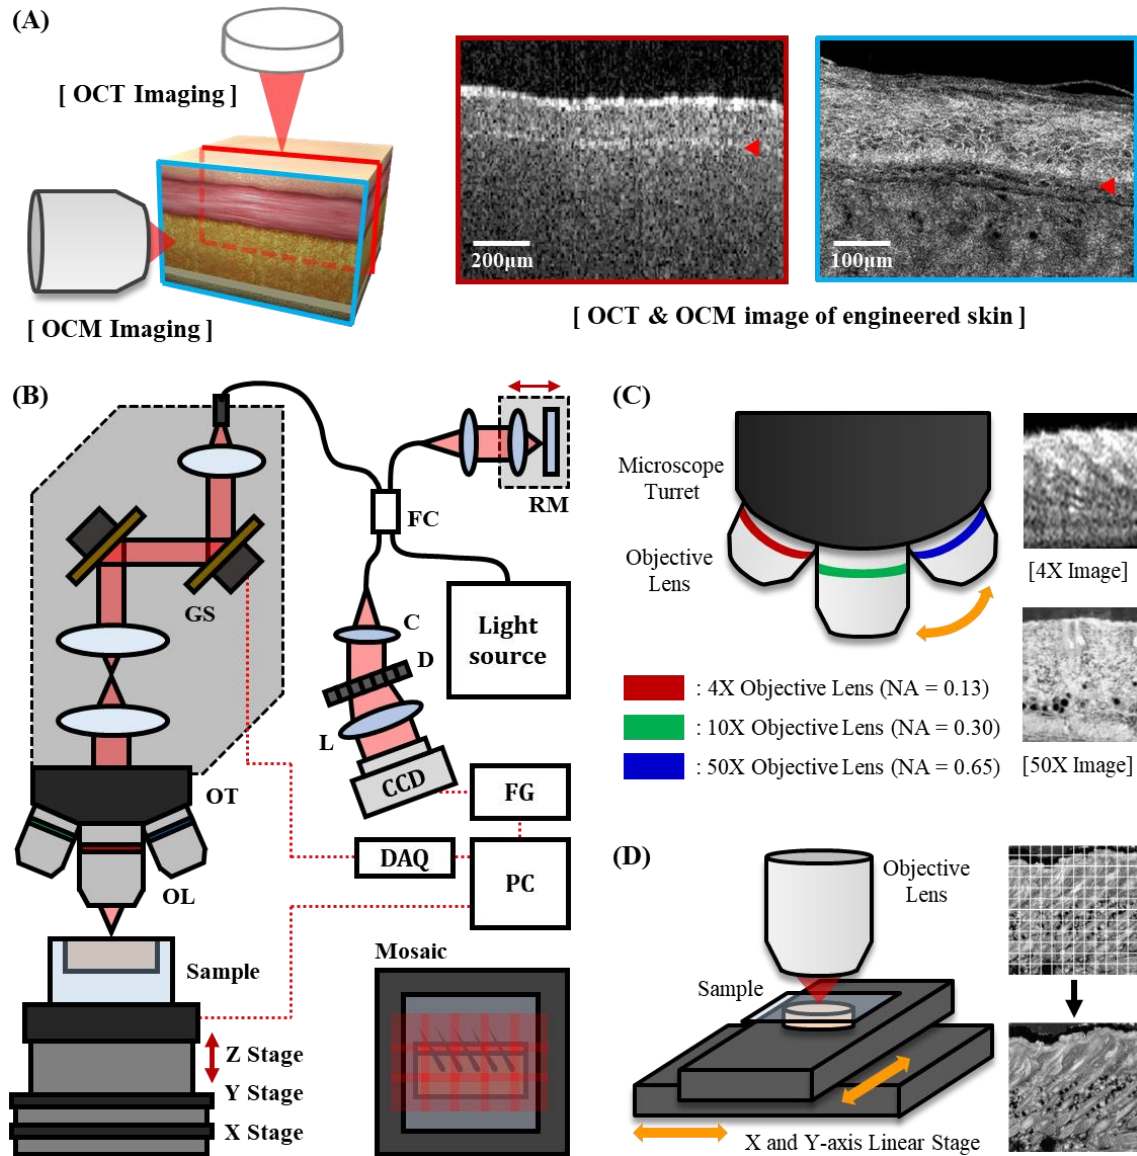 (A)
[ OCT Imaging ]
[ OCM Imaging ]
200μm
100μm
[ OCT & OCM image of engineered skin ]
(B)
RM
FC
GS
C
D
L
Light
source
CCD
FG
OT
DAQ
PC
OL
Sample
Mosaic
Z Stage
Y Stage
X Stage
(C)
Microscope
Turret
Objective
Lens
[4X Image]
: 4X Objective Lens (NA = 0.13)
: 10X Objective Lens (NA = 0.30)
: 50X Objective Lens (NA = 0.65)
[50X Image]
(D)
Objective
Lens
Sample
X and Y-axis Linear Stage